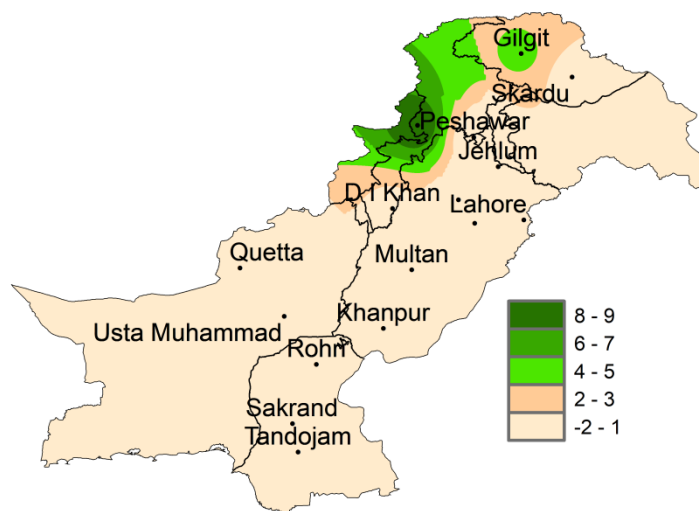 Gilgit
Skardu
Peshawar
Jehlum
D I Khan
Lahore
Quetta
Multan
Usta Muhammad
Khanpur
Rohri
Sakrand
Tandojam
8 - 9
6 - 7
4 - 5
2 - 3
-2 - 1